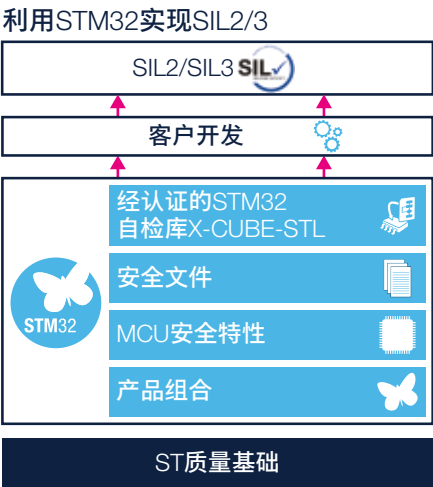 利用STM32实现SIL2/3
SIL2/SIL3 SIL
客户开发
经认证的STM32
自检库X-CUBE-STL
安全文件
STM32
MCU安全特性
产品组合
ST质量基础